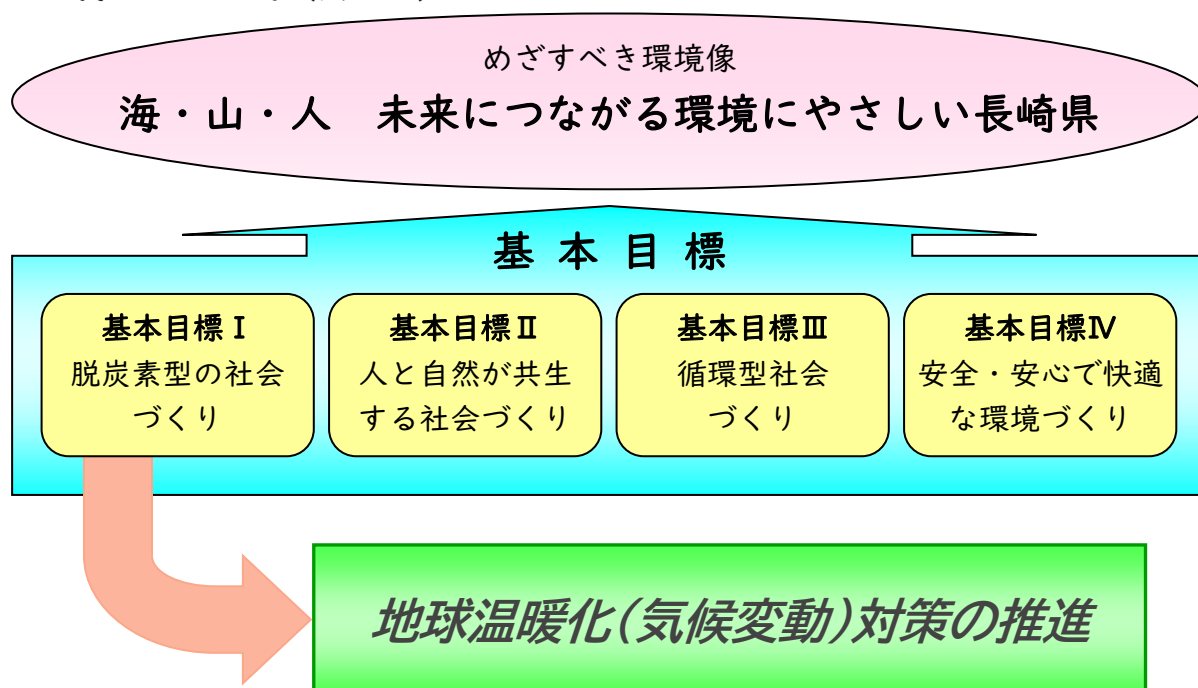 めざすべき環境像
海・山・人　未来につながる環境にやさしい長崎県
基本目標
基本目標Ⅰ
脱炭素型の社会
づくり
基本目標Ⅱ
人と自然が共生
する社会づくり
基本目標Ⅲ
循環型社会
づくり
基本目標Ⅳ
安全・安心で快適
な環境づくり
地球温暖化(気候変動)対策の推進